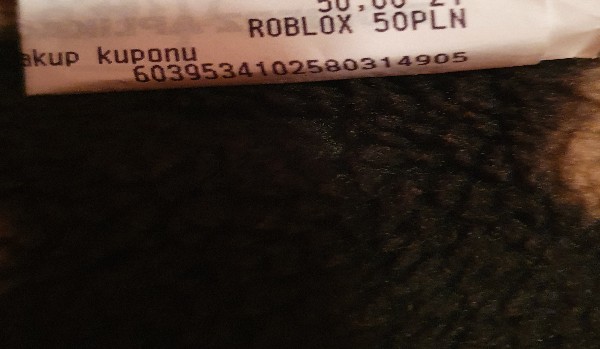 50,00 zł
ROBLOX 50PLN
akup kuponu
6039534102580314905